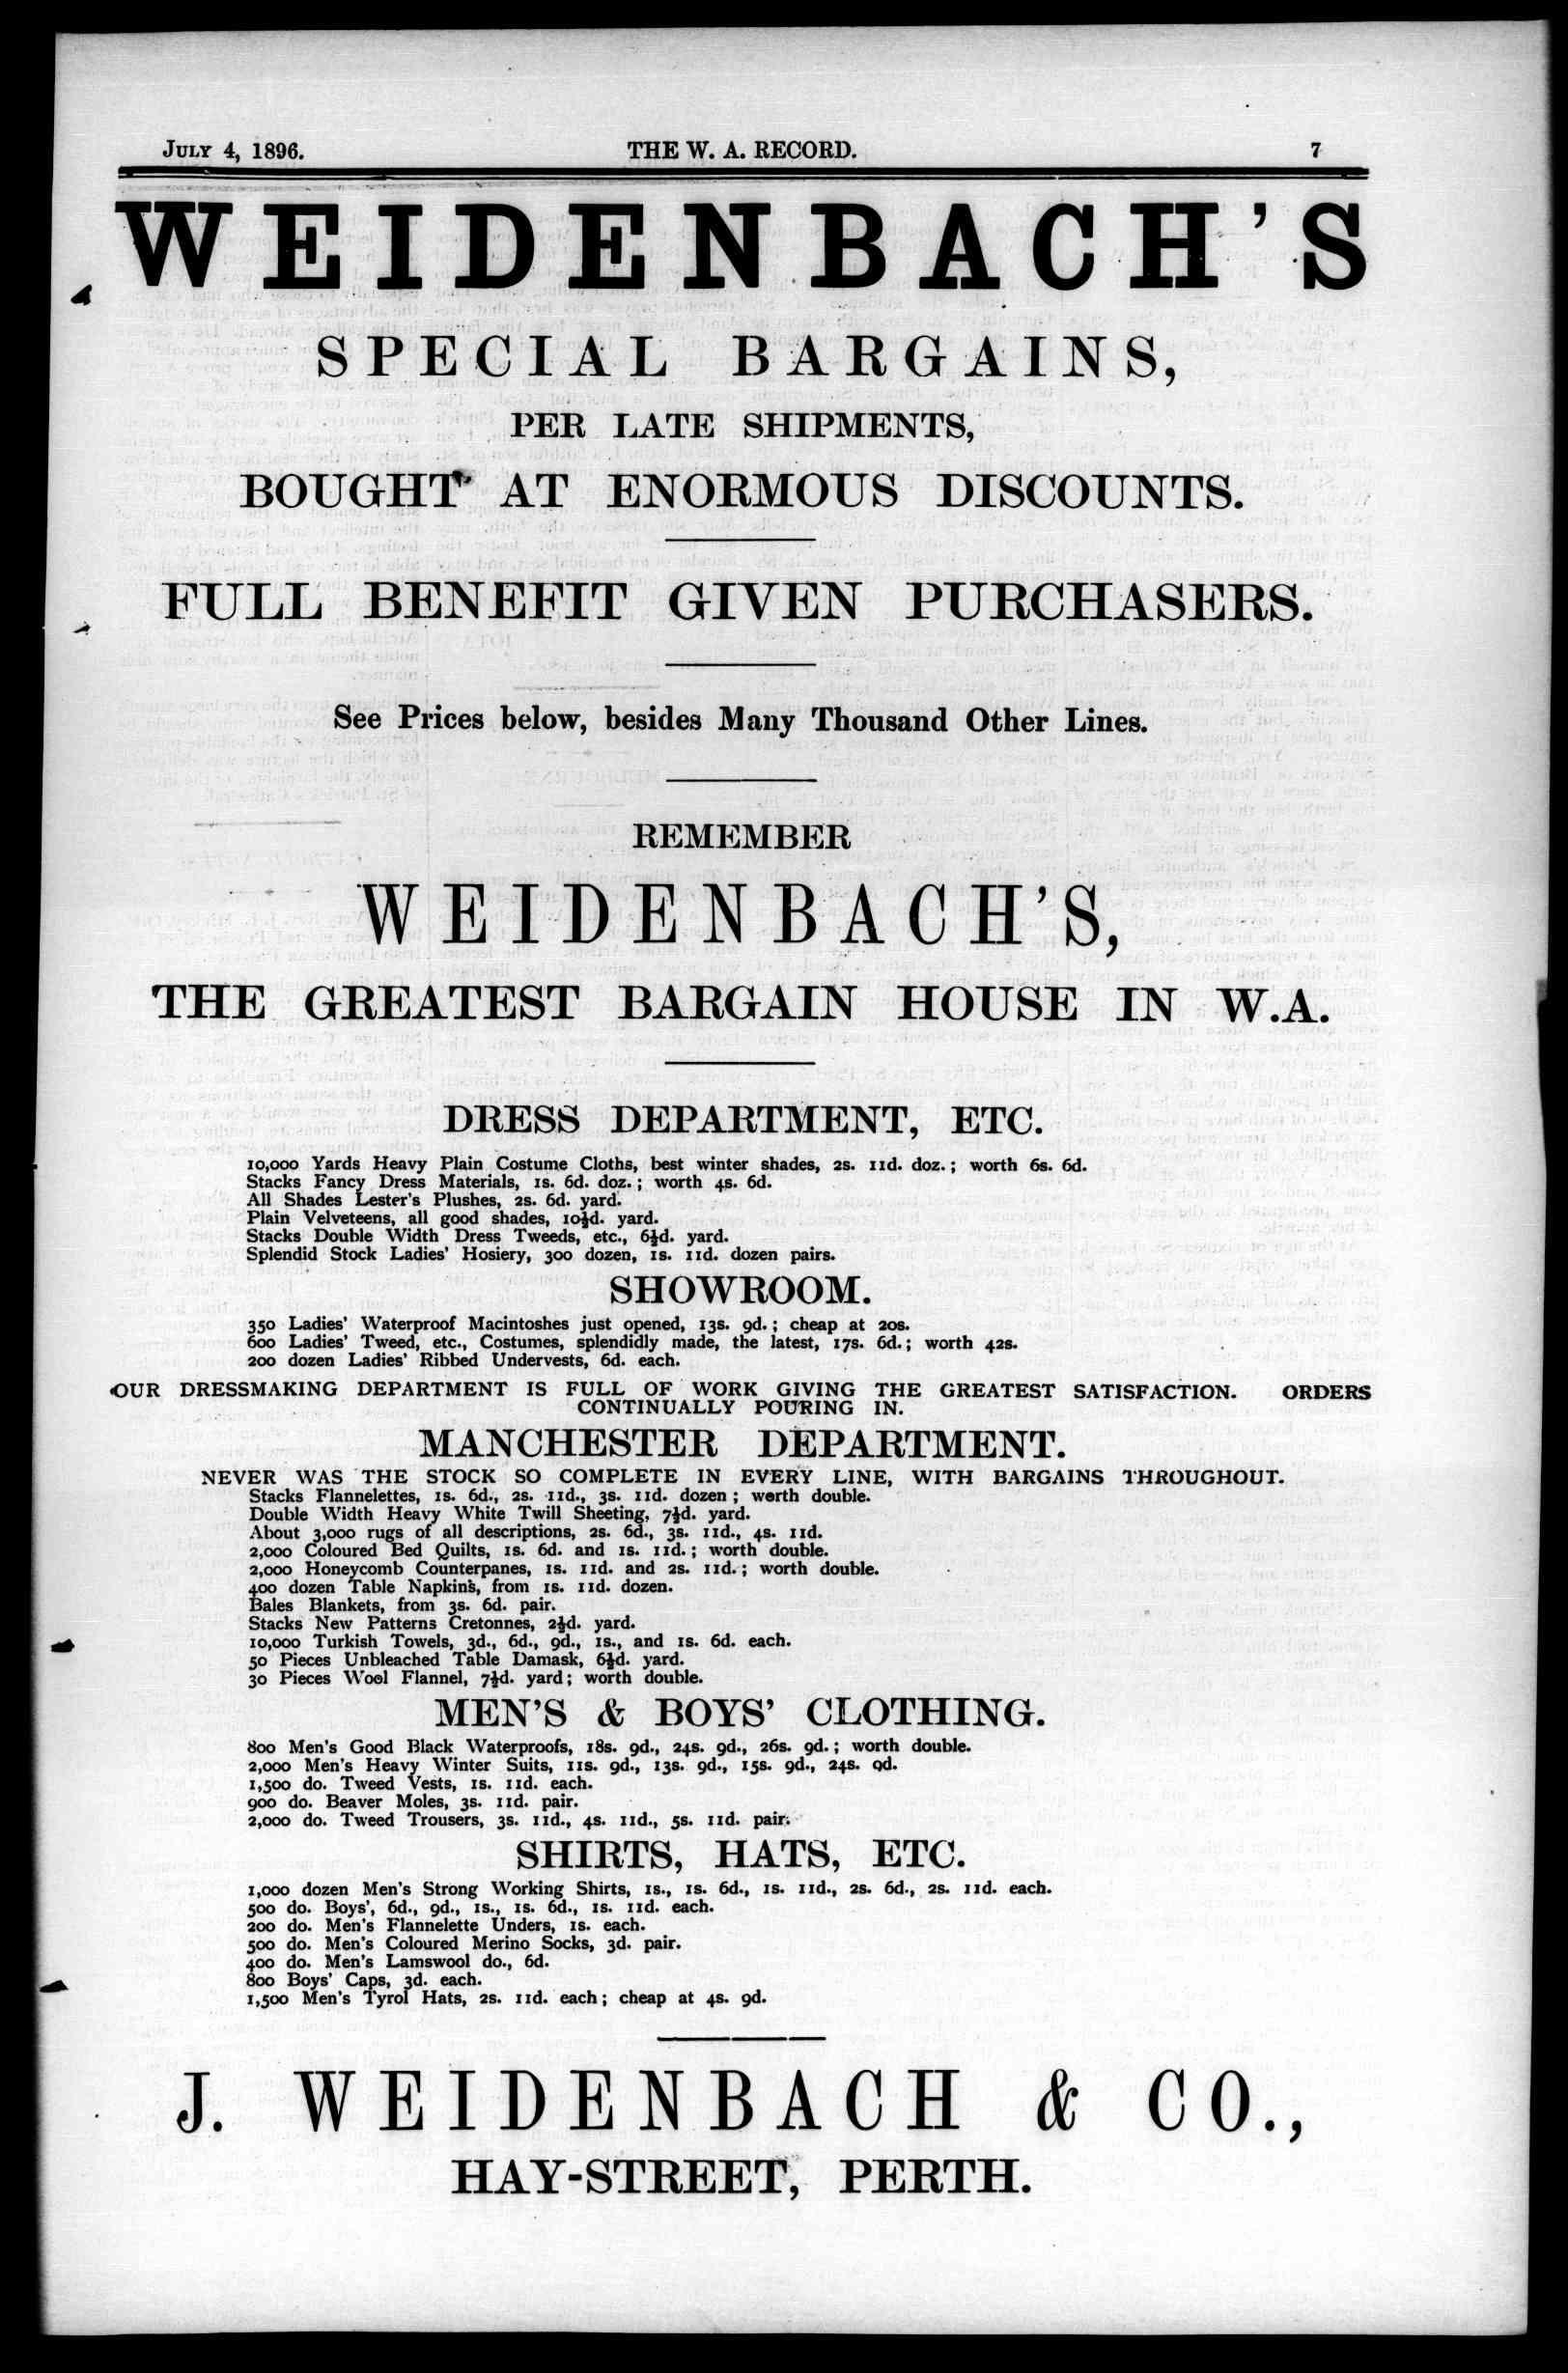 JULY 4, 1896. THE W. A. RECORD. 7
WEIDENBACH'S
SPECIAL BARGAINS,
PER LATE SHIPMENTS,
BOUGHT AT ENORMOUS DISCOUNTS.
FULL BENEFIT GIVEN PURCHASERS.
See Prices below, besides Many Thousand Other Lines.
REMEMBER
WEIDENBACH'S,
THE GREATEST BARGAIN HOUSE IN W.A.
DRESS DEPARTMENT, ETC.
10,000 Yards Heavy Plain Costume Cloths, best winter shades, 2s. 11d. doz.; worth 6s. 6d.
Stacks Fancy Dress Materials, 1s. 6d. doz.; worth 4s. 6d.
All Shades Lester's Plushes, 2s. 6d. yard.
Plain Velveteens, all good shades, 10½d. yard.
Stacks Double Width Dress Tweeds, etc., 6½d. yard.
Splendid Stock Ladies' Hosiery, 300 dozen, 1s. 11d. dozen pairs.
SHOWROOM.
350 Ladies' Waterproof Macintoshes just opened, 13s. 9d.; cheap at 20s.
600 Ladies' Tweed, etc., Costumes, splendidly made, the latest, 17s. 6d.; worth 42s.
200 dozen Ladies' Ribbed Undervests, 6d. each.
OUR DRESSMAKING DEPARTMENT IS FULL OF WORK GIVING THE GREATEST SATISFACTION. ORDERS
CONTINUALLY POURING IN.
MANCHESTER DEPARTMENT.
NEVER WAS THE STOCK SO COMPLETE IN EVERY LINE, WITH BARGAINS THROUGHOUT.
Stacks Flannelettes, 1s. 6d., 2s. 11d., 3s. 11d. dozen; worth double.
Double Width Heavy White Twill Sheeting, 7½d. yard.
About 3,000 rugs of all descriptions, 2s. 6d., 3s. 11d., 4s. 11d.
2,000 Coloured Bed Quilts, 1s. 6d. and 1s. 11d.; worth double.
2,000 Honeycomb Counterpanes, 1s. 11d. and 2s. 11d.; worth double.
400 dozen Table Napkins, from 1s. 11d. dozen.
Bales Blankets, from 3s. 6d. pair.
Stacks New Patterns Cretonnes, 2½d. yard.
10,000 Turkish Towels, 3d., 6d., 9d., 1s., and 1s. 6d. each.
50 Pieces Unbleached Table Damask, 6½d. yard.
30 Pieces Wool Flannel, 7½d. yard; worth double.
MEN'S & BOYS' CLOTHING.
800 Men's Good Black Waterproofs, 18s. 9d., 24s. 9d., 26s. 9d.; worth double.
2,000 Men's Heavy Winter Suits, 11s. 9d., 13s. 9d., 15s. 9d., 24s. 9d.
1,500 do. Tweed Vests, 1s. 11d. each.
900 do. Beaver Moles, 3s. 11d. pair.
2,000 do. Tweed Trousers, 3s. 11d., 4s. 11d., 5s. 11d. pair.
SHIRTS, HATS, ETC.
1,000 dozen Men's Strong Working Shirts, 1s., 1s. 6d., 1s. 11d., 2s. 6d., 2s. 11d. each.
500 do. Boys', 6d., 9d., 1s., 1s. 6d., 1s. 11d. each.
200 do. Men's Flannelette Unders, 1s. each.
500 do. Men's Coloured Merino Socks, 3d. pair.
400 do. Men's Lamswool do., 6d.
800 Boys' Caps, 3d. each.
1,500 Men's Tyrol Hats, 2s. 11d. each; cheap at 4s. 9d.
J. WEIDENBACH & CO.,
HAY-STREET, PERTH.